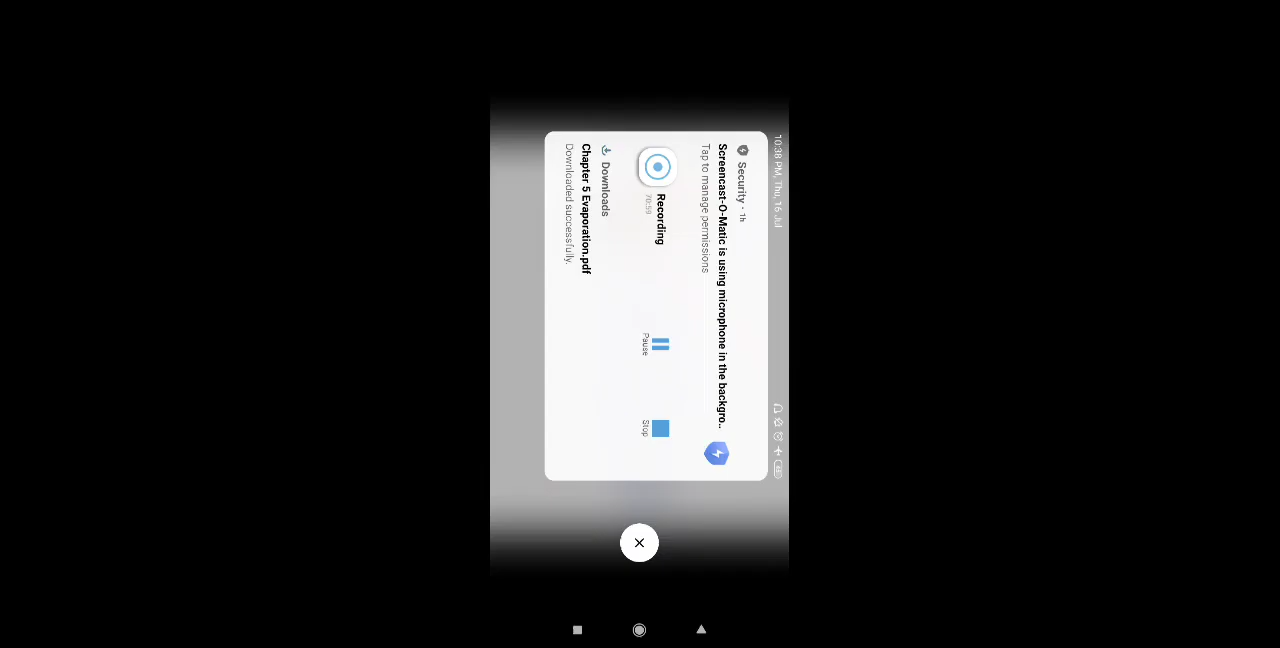 10:38 PM, Thu, 16 Jul
Security · 1h
Screencast-O-Matic is using microphone in the backgro..
Tap to manage permissions
Recording
70:59
Pause
Stop
Downloads
Chapter 5 Evaporation.pdf
Downloaded successfully.